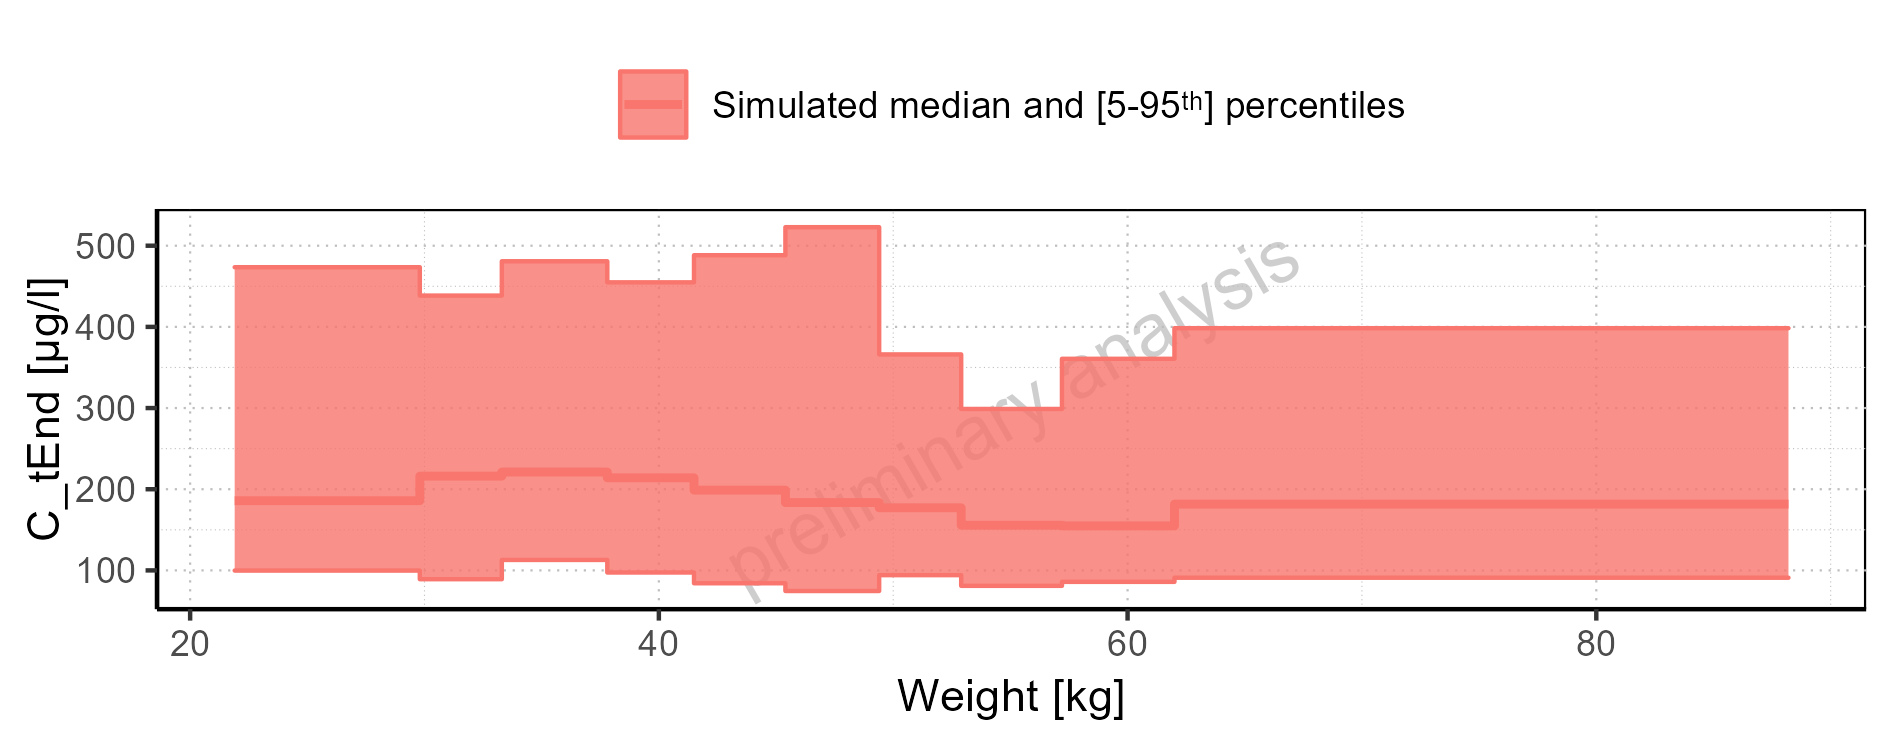 Simulated median and [5-95th] percentiles
C_tEnd [µg/l]
500
400
300
200
100
preliminary analysis
20 40 60 80
Weight [kg]